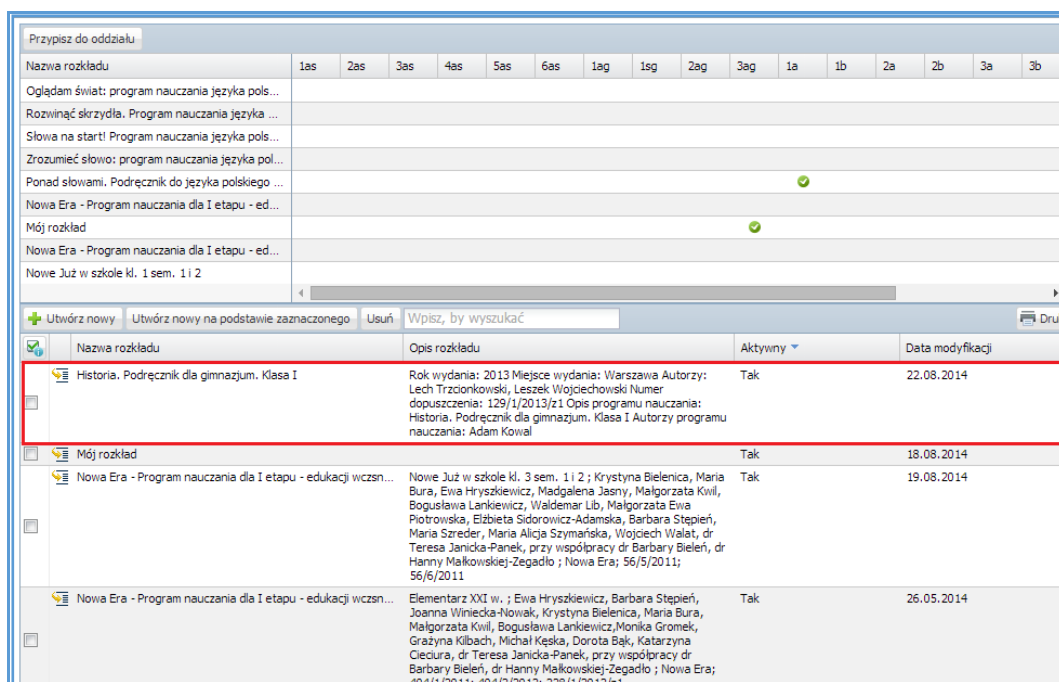 Przypisz do oddziału
Nazwa rozkładu 1as 2as 3as 4as 5as 6as 1ag 1sg 2ag 3ag 1a 1b 2a 2b 3a 3b
Oglądam świat: program nauczania języka pols...
Rozwinąć skrzydła. Program nauczania języka ...
Słowa na start! Program nauczania języka pols...
Zrozumieć słowo: program nauczania języka pol...
Ponad słowami. Podręcznik do języka polskiego ...
Nowa Era - Program nauczania dla I etapu - ed...
Mój rozkład
Nowa Era - Program nauczania dla I etapu - ed...
Nowe Już w szkole kl. 1 sem. 1 i 2
Utwórz nowy Utwórz nowy na podstawie zaznaczonego Usuń Wpisz, by wyszukać Dru
Nazwa rozkładu Opis rozkładu Aktywny Data modyfikacji
Historia. Podręcznik dla gimnazjum. Klasa I Rok wydania: 2013 Miejsce wydania: Warszawa Autorzy: Tak 22.08.2014
Lech Trzcionkowski, Leszek Wojciechowski Numer
dopuszczenia: 129/1/2013/z1 Opis programu nauczania:
Historia. Podręcznik dla gimnazjum. Klasa I Autorzy programu
nauczania: Adam Kowal
Mój rozkład Tak 18.08.2014
Nowa Era - Program nauczania dla I etapu - edukacji wczsn... Nowe Już w szkole kl. 3 sem. 1 i 2 ; Krystyna Bielenica, Maria Tak 19.08.2014
Bura, Ewa Hryszkiewicz, Madgalena Jasny, Małgorzata Kwil,
Bogusława Lankiewicz, Waldemar Lib, Małgorzata Ewa
Piotrowska, Elżbieta Sidorowicz-Adamska, Barbara Stępień,
Maria Szreder, Maria Alicja Szymańska, Wojciech Walat, dr
Teresa Janicka-Panek, przy współpracy dr Barbary Bieleń, dr
Hanny Małkowskiej-Zegadło ; Nowa Era; 56/5/2011;
56/6/2011
Nowa Era - Program nauczania dla I etapu - edukacji wczsn... Elementarz XXI w. ; Ewa Hryszkiewicz, Barbara Stępień, Tak 26.05.2014
Joanna Winiecka-Nowak, Krystyna Bielenica, Maria Bura,
Małgorzata Kwil, Bogusława Lankiewicz,Monika Gromek,
Grażyna Kilbach, Michał Kęska, Dorota Bąk, Katarzyna
Cieciura, dr Teresa Janicka-Panek, przy współpracy dr
Barbary Bieleń, dr Hanny Małkowskiej-Zegadło ; Nowa Era;